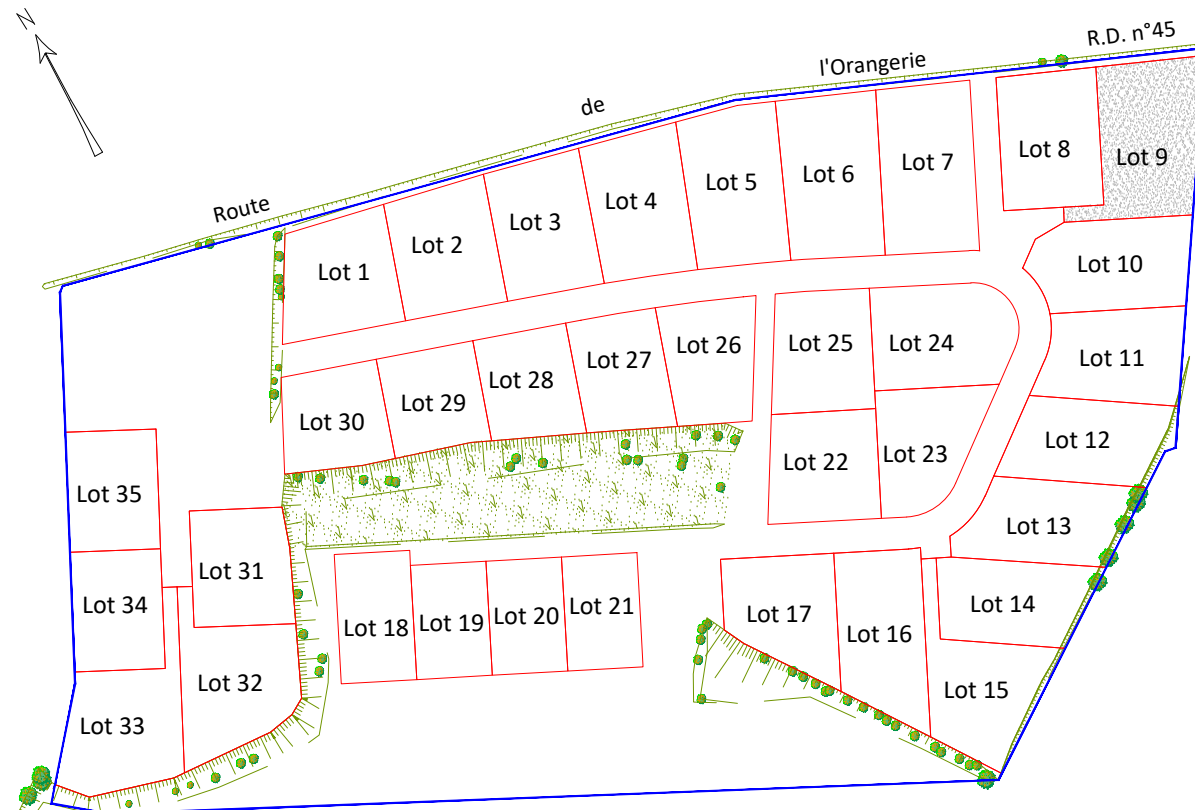 N
Route
de
l'Orangerie
R.D. n°45
Lot 1
Lot 2
Lot 3
Lot 4
Lot 5
Lot 6
Lot 7
Lot 8
Lot 9
Lot 10
Lot 11
Lot 12
Lot 13
Lot 14
Lot 15
Lot 16
Lot 17
Lot 18
Lot 19
Lot 20
Lot 21
Lot 22
Lot 23
Lot 24
Lot 25
Lot 26
Lot 27
Lot 28
Lot 29
Lot 30
Lot 31
Lot 32
Lot 33
Lot 34
Lot 35